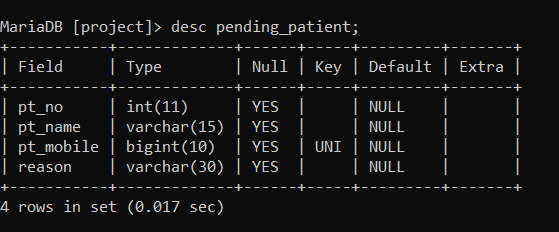 MariaDB [project]> desc pending_patient;
+-----------+-------------+------+-----+---------+-------+
| Field     | Type        | Null | Key | Default | Extra |
+-----------+-------------+------+-----+---------+-------+
| pt_no     | int(11)     | YES  |     | NULL    |       |
| pt_name   | varchar(15) | YES  |     | NULL    |       |
| pt_mobile | bigint(10)  | YES  | UNI | NULL    |       |
| reason    | varchar(30) | YES  |     | NULL    |       |
+-----------+-------------+------+-----+---------+-------+
4 rows in set (0.017 sec)